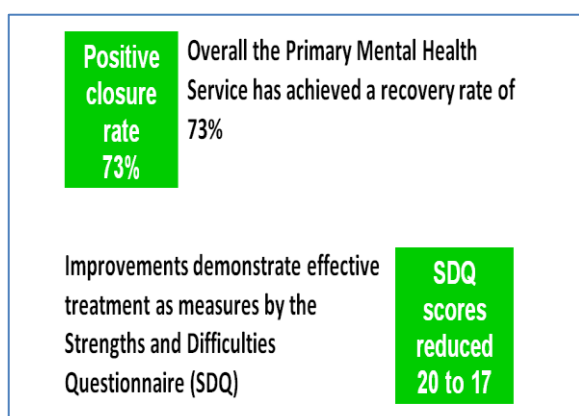 Positive
closure
rate
73%
Overall the Primary Mental Health
Service has achieved a recovery rate of
73%
Improvements demonstrate effective
treatment as measures by the
Strengths and Difficulties
Questionnaire (SDQ)
SDQ
scores
reduced
20 to 17